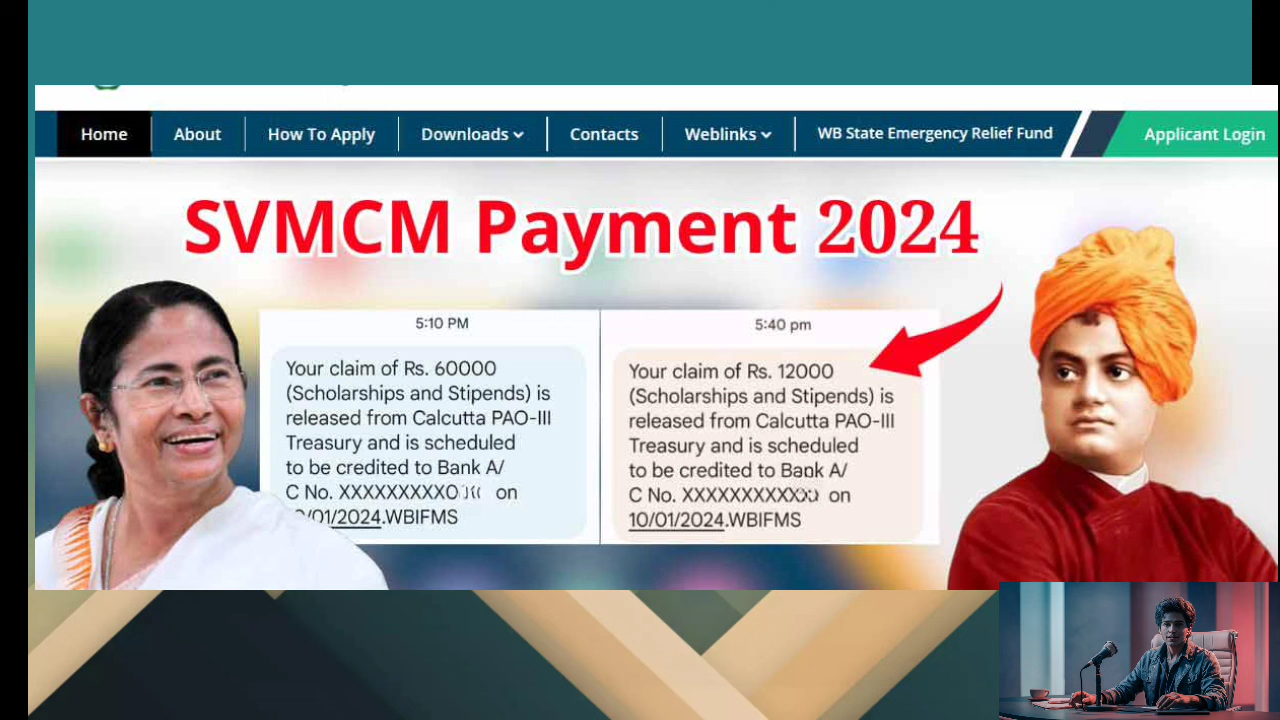 Home About How To Apply Downloads Contacts Weblinks WB State Emergency Relief Fund Applicant Login
SVMCM Payment 2024
5:10 PM
Your claim of Rs. 60000
(Scholarships and Stipends) is
released from Calcutta PAO-III
Treasury and is scheduled
to be credited to Bank A/
C No. XXXXXXXXX on
/01/2024.WBIFMS
5:40 pm
Your claim of Rs. 12000
(Scholarships and Stipends) is
released from Calcutta PAO-III
Treasury and is scheduled
to be credited to Bank A/
C No. XXXXXXXXXXXX on
10/01/2024.WBIFMS